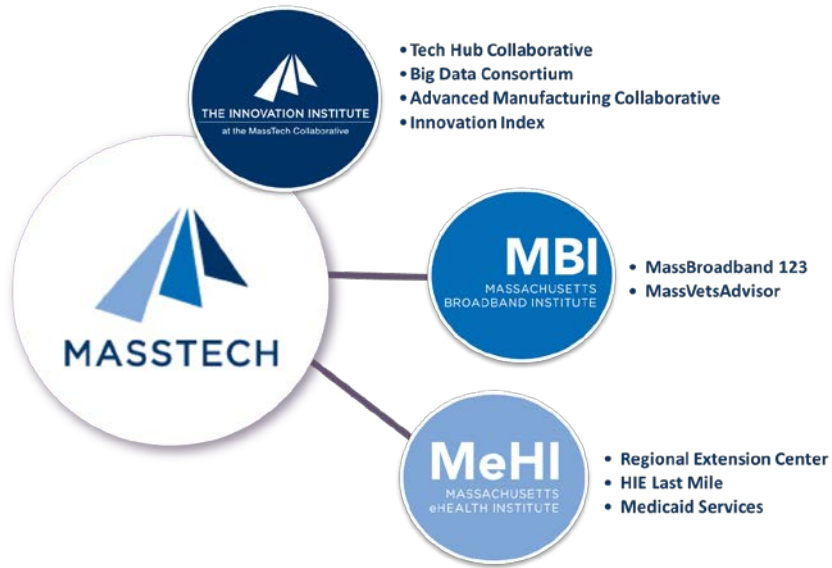 THE INNOVATION INSTITUTE
at the MassTech Collaborative
• Tech Hub Collaborative
• Big Data Consortium
• Advanced Manufacturing Collaborative
• Innovation Index
MASSTECH
MBI
MASSACHUSETTS
BROADBAND INSTITUTE
• MassBroadband 123
• MassVetsAdvisor
MeHI
MASSACHUSETTS
eHEALTH INSTITUTE
• Regional Extension Center
• HIE Last Mile
• Medicaid Services